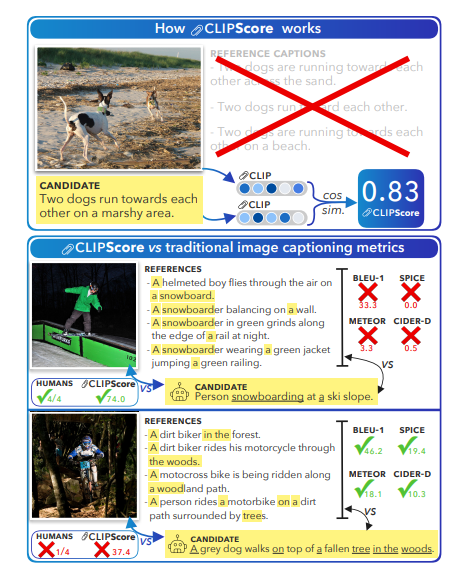 How CLIPScore works
REFERENCE CAPTIONS
- Two dogs are running towards each
other across the sand.
- Two dogs run toward each other.
- Two dogs are running towards each
other on a beach.
CANDIDATE
Two dogs run towards each
other on a marshy area.
CLIP
CLIP
cos
sim.
0.83
CLIPScore
CLIPScore vs traditional image captioning metrics
REFERENCES
- A helmeted boy flies through the air on
a snowboard.
- A snowboarder balancing on a wall.
- A snowboarder in green grinds along
the edge of a rail at night.
- A snowboarder wearing a green jacket
jumping a green railing.
BLEU-1
SPICE
33.3
0.0
METEOR
CIDER-D
3.3
0.5
vs
HUMANS
CLIPScore
4/4
74.0
vs
CANDIDATE
Person snowboarding at a ski slope.
REFERENCES
- A dirt biker in the forest.
- A dirt biker rides his motorcycle through
the woods.
- A motocross bike is being ridden along
a woodland path.
- A person rides a motorbike on a dirt
path surrounded by trees.
BLEU-1
SPICE
46.2
19.4
METEOR
CIDER-D
18.1
10.3
vs
HUMANS
CLIPScore
1/4
37.4
vs
CANDIDATE
A grey dog walks on top of a fallen tree in the woods.